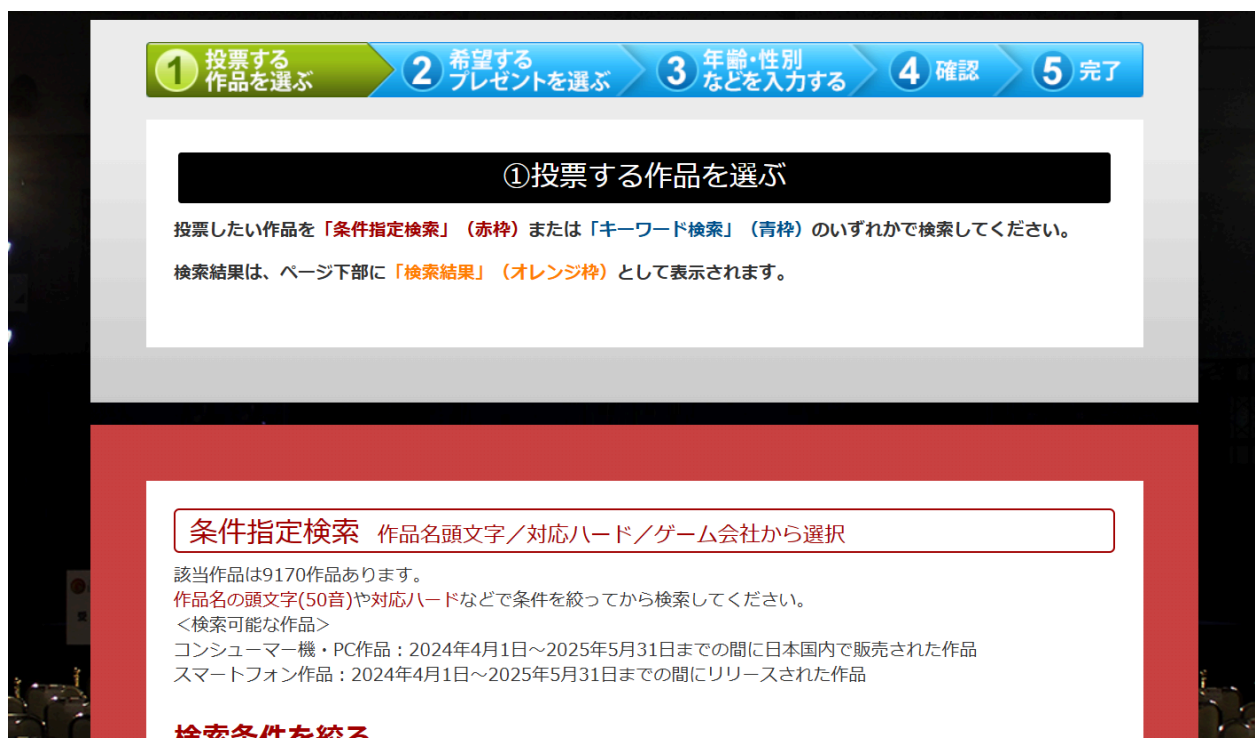 1 投票する
作品を選ぶ
2 希望する
プレゼントを選ぶ
3 年齢・性別
などを入力する
4 確認
5 完了
①投票する作品を選ぶ
投票したい作品を「条件指定検索」（赤枠）または「キーワード検索」（青枠）のいずれかで検索してください。
検索結果は、ページ下部に「検索結果」（オレンジ枠）として表示されます。
条件指定検索 作品名頭文字／対応ハード／ゲーム会社から選択
該当作品は9170作品あります。
作品名の頭文字(50音)や対応ハードなどで条件を絞ってから検索してください。
＜検索可能な作品＞
コンシューマー機・PC作品：2024年4月1日～2025年5月31日までの間に日本国内で販売された作品
スマートフォン作品：2024年4月1日～2025年5月31日までの間にリリースされた作品
検索条件を絞る